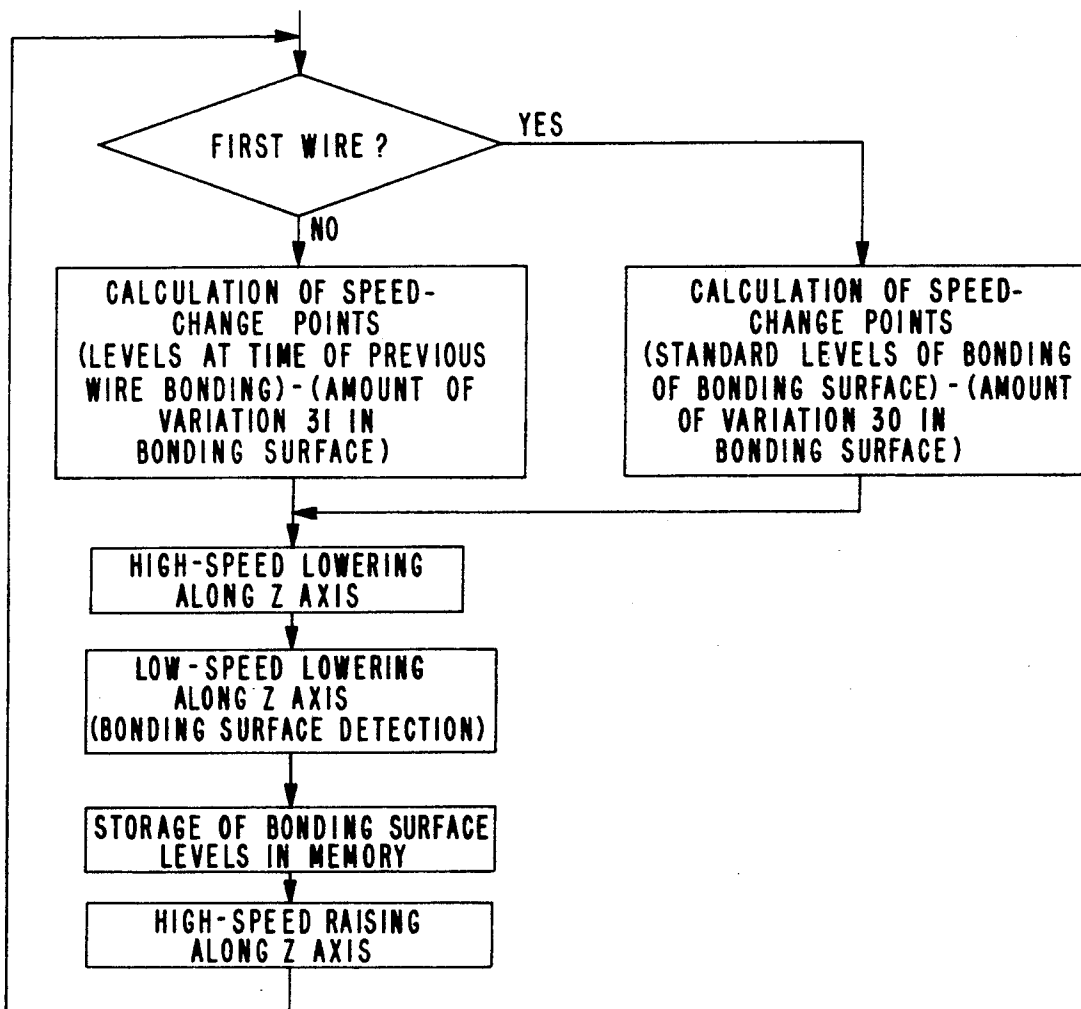 FIRST WIRE ?
YES
NO
CALCULATION OF SPEED-
CHANGE POINTS
(LEVELS AT TIME OF PREVIOUS
WIRE BONDING)-(AMOUNT OF
VARIATION 31 IN
BONDING SURFACE)
CALCULATION OF SPEED-
CHANGE POINTS
(STANDARD LEVELS OF BONDING
OF BONDING SURFACE)-(AMOUNT
OF VARIATION 30 IN
BONDING SURFACE)
HIGH-SPEED LOWERING
ALONG Z AXIS
LOW-SPEED LOWERING
ALONG Z AXIS
(BONDING SURFACE DETECTION)
STORAGE OF BONDING SURFACE
LEVELS IN MEMORY
HIGH-SPEED RAISING
ALONG Z AXIS